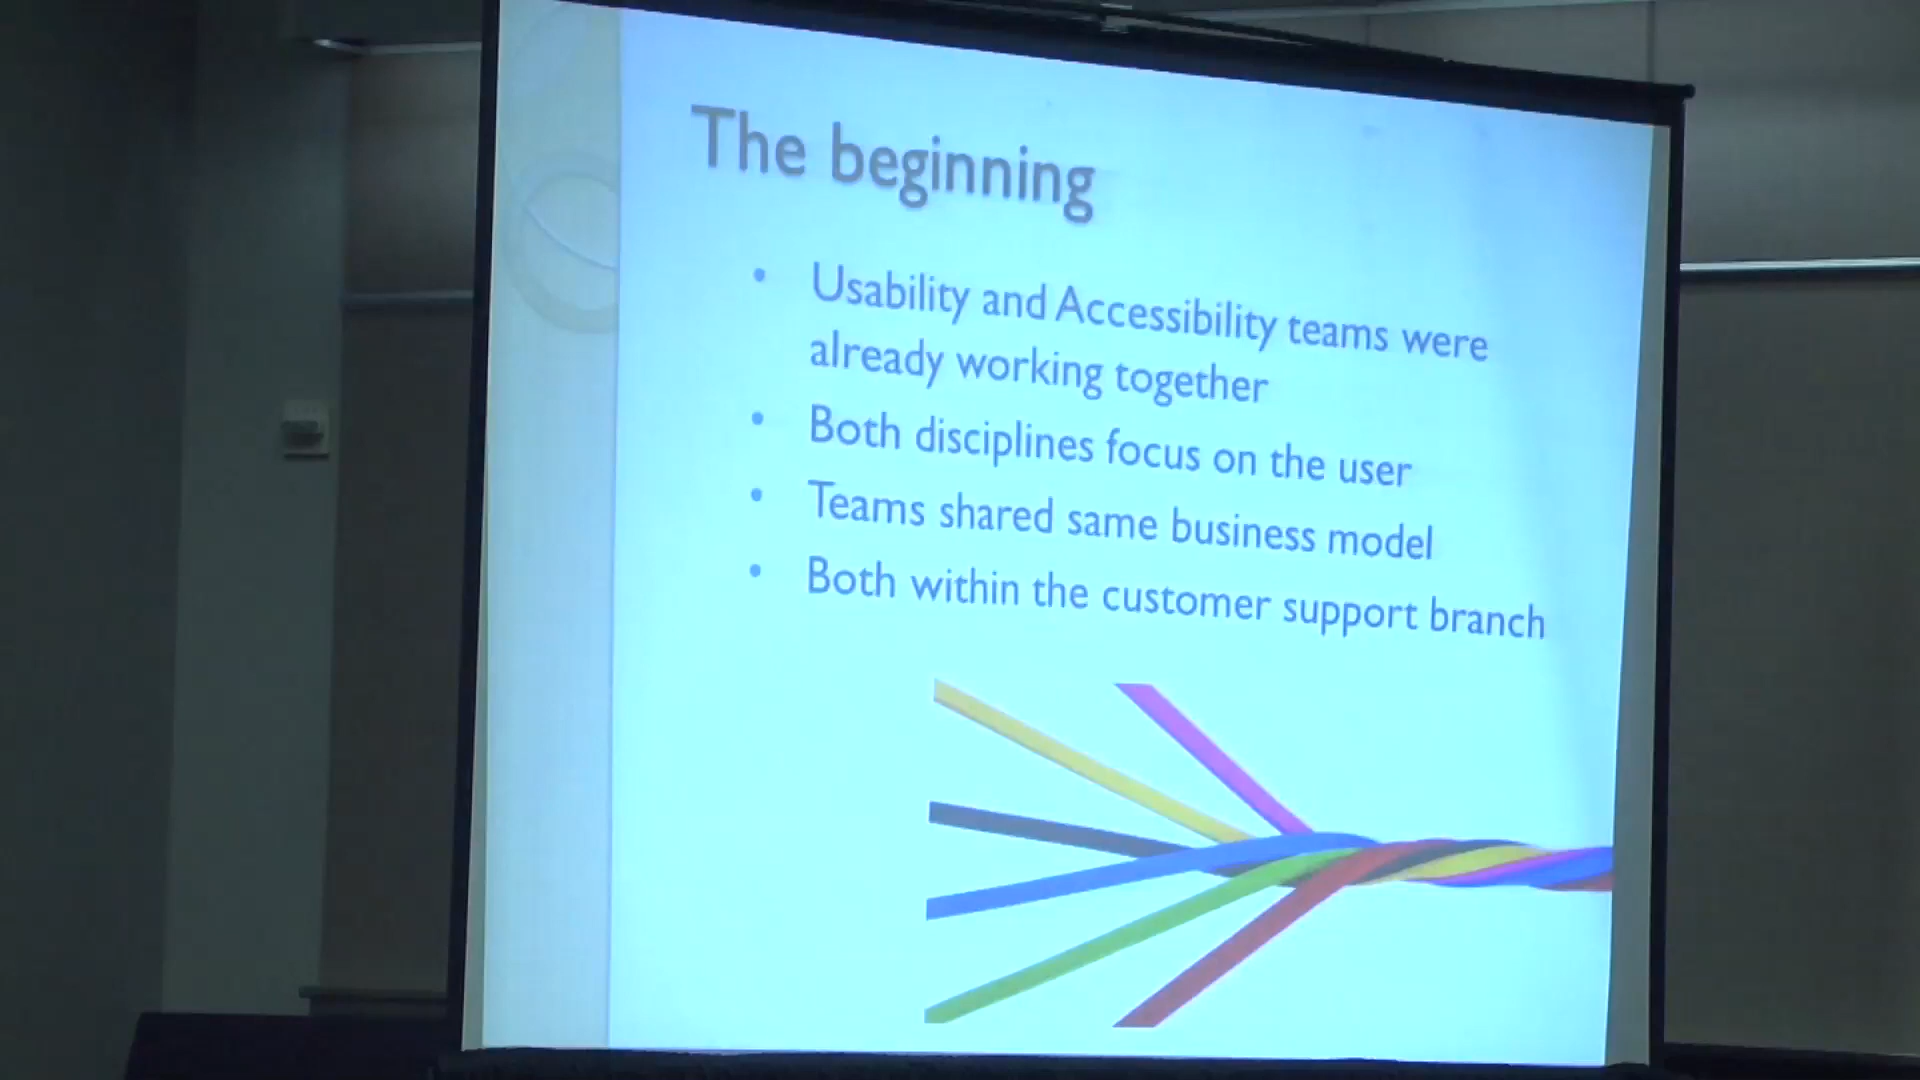 The beginning
• Usability and Accessibility teams were
already working together
• Both disciplines focus on the user
• Teams shared same business model
• Both within the customer support branch